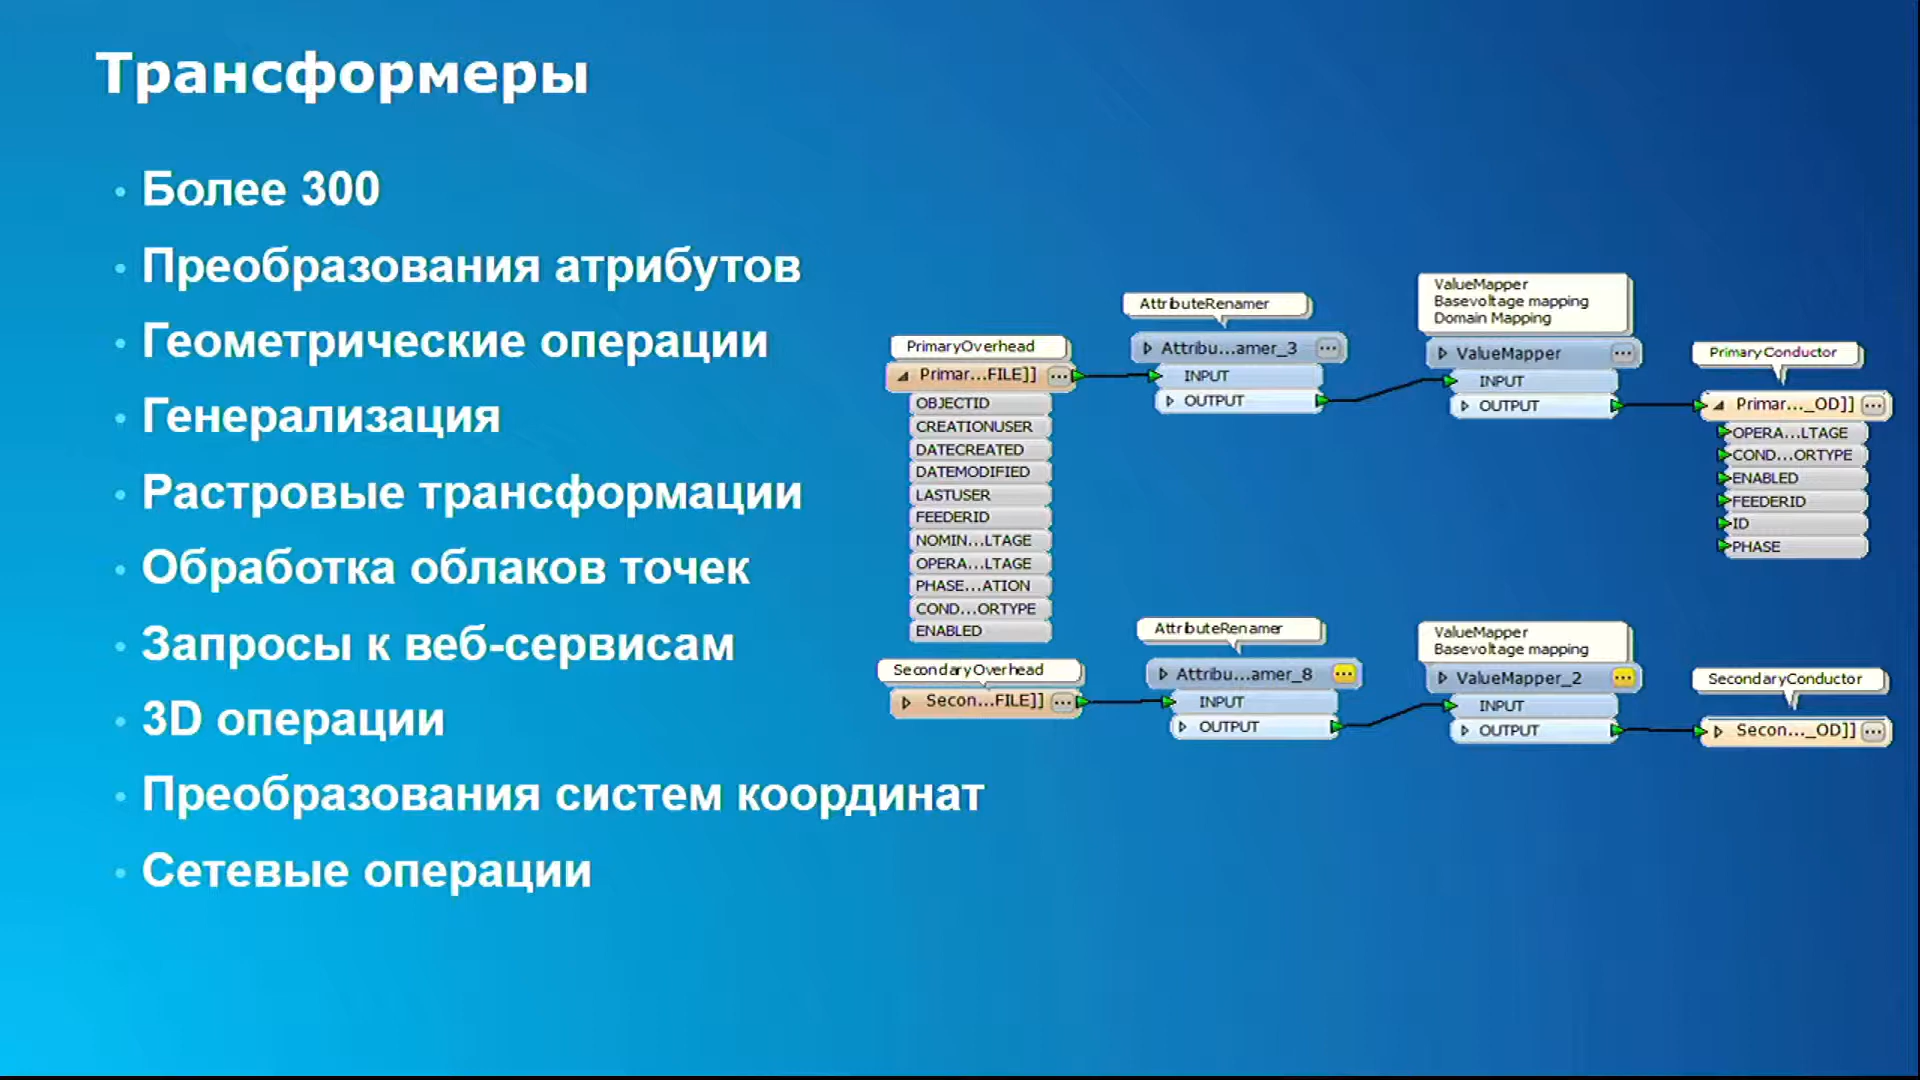 Трансформеры
Более 300
Преобразования атрибутов
Геометрические операции
Генерализация
Растровые трансформации
Обработка облаков точек
Запросы к веб-сервисам
3D операции
Преобразования систем координат
Сетевые операции
PrimaryOverhead
Primar...FILE]]
OBJECTID
CREATIONUSER
DATECREATED
DATEMODIFIED
LASTUSER
FEEDERID
NOMIN...LTAGE
OPERA...LTAGE
PHASE...ATION
COND...ORTYPE
ENABLED
AttributeRenamer
Attribu...amer_3
INPUT
OUTPUT
ValueMapper
Basevoltage mapping
Domain Mapping
ValueMapper
INPUT
OUTPUT
PrimaryConductor
Primar..._OD]]
OPERA...LTAGE
COND...ORTYPE
ENABLED
FEEDERID
ID
PHASE
SecondaryOverhead
Secon...FILE]]
AttributeRenamer
Attribu...amer_8
INPUT
OUTPUT
ValueMapper
Basevoltage mapping
ValueMapper_2
INPUT
OUTPUT
SecondaryConductor
Secon..._OD]]